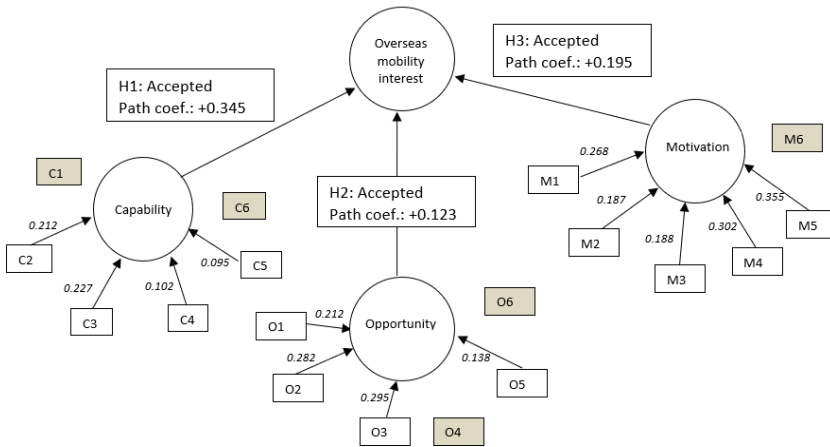 Overseas
mobility
interest
H3: Accepted
Path coef.: +0.195
H1: Accepted
Path coef.: +0.345
M6
Motivation
0.268
M1
0.187
M2
0.188
M3
0.302
M4
0.355
M5
C1
C6
Capability
0.212
C2
0.227
C3
0.102
C4
0.095
C5
H2: Accepted
Path coef.: +0.123
O6
Opportunity
0.212
O1
0.282
O2
0.295
O3
O4
0.138
O5